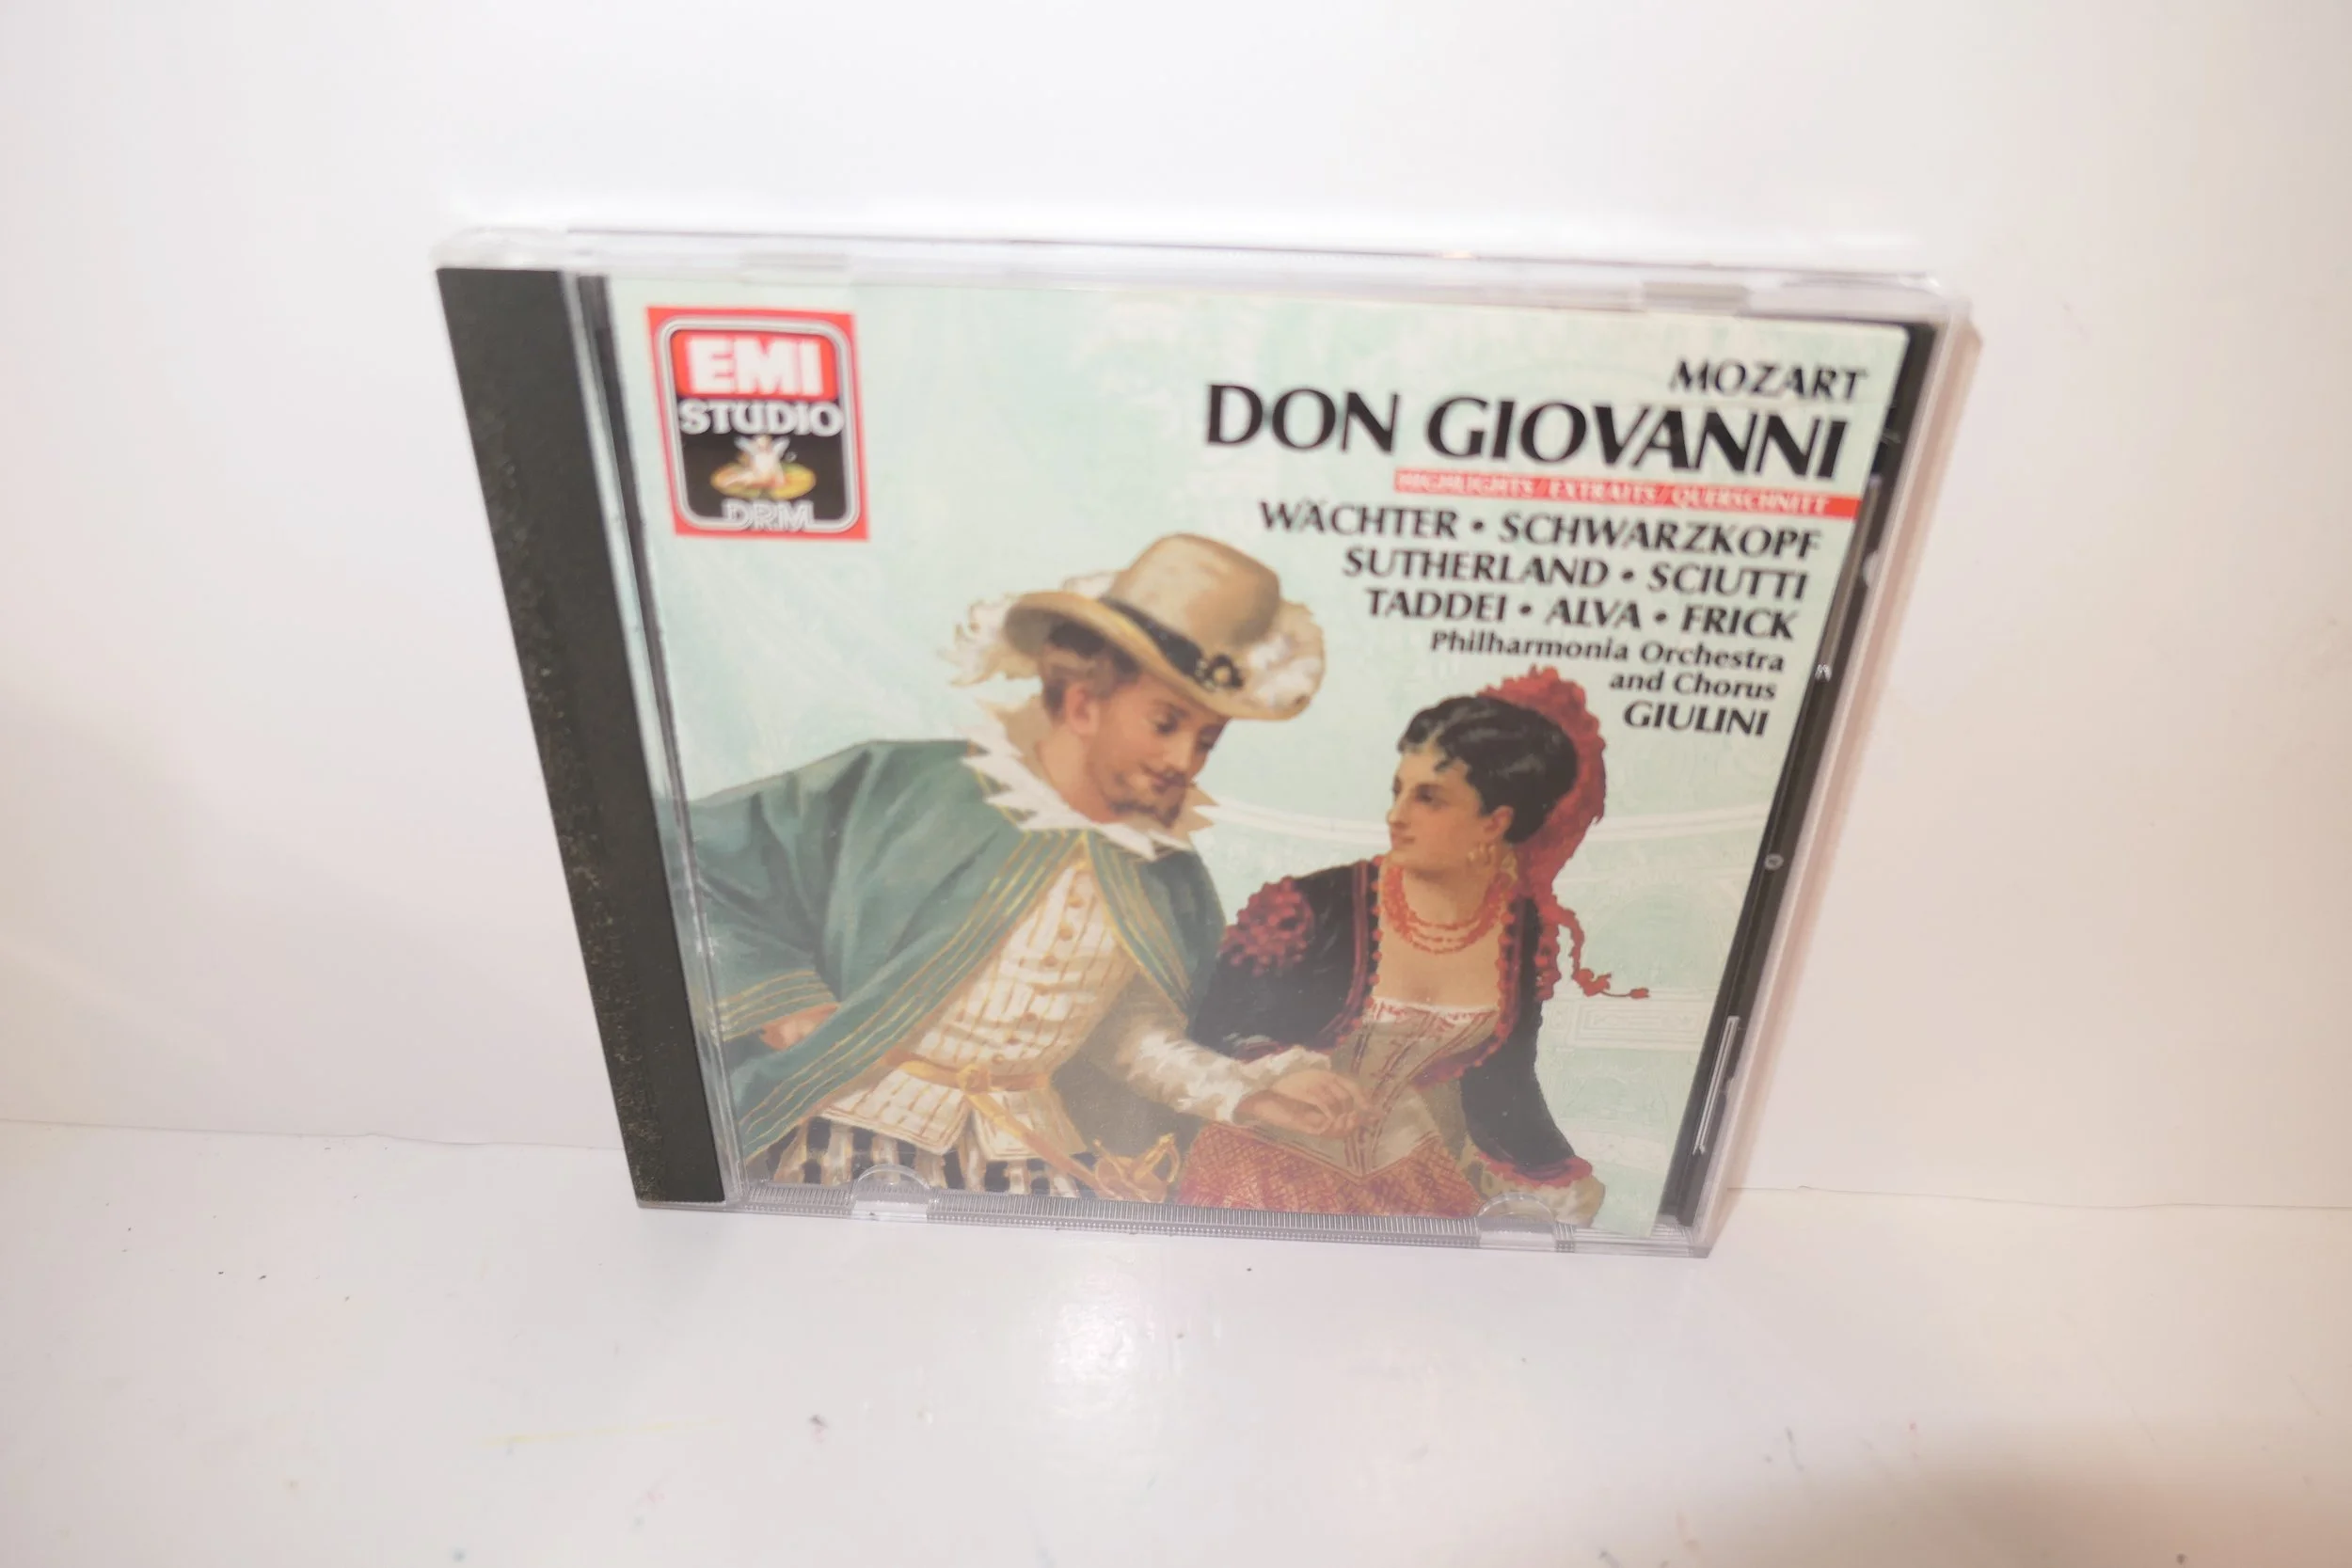 EMI
STUDIO
DRM
MOZART
DON GIOVANNI
HIGHLIGHTS / EXTRAITS / QUERSCHNITT
WÄCHTER • SCHWARZKOPF
SUTHERLAND • SCIUTTI
TADDEI • ALVA • FRICK
Philharmonia Orchestra
and Chorus
GIULINI